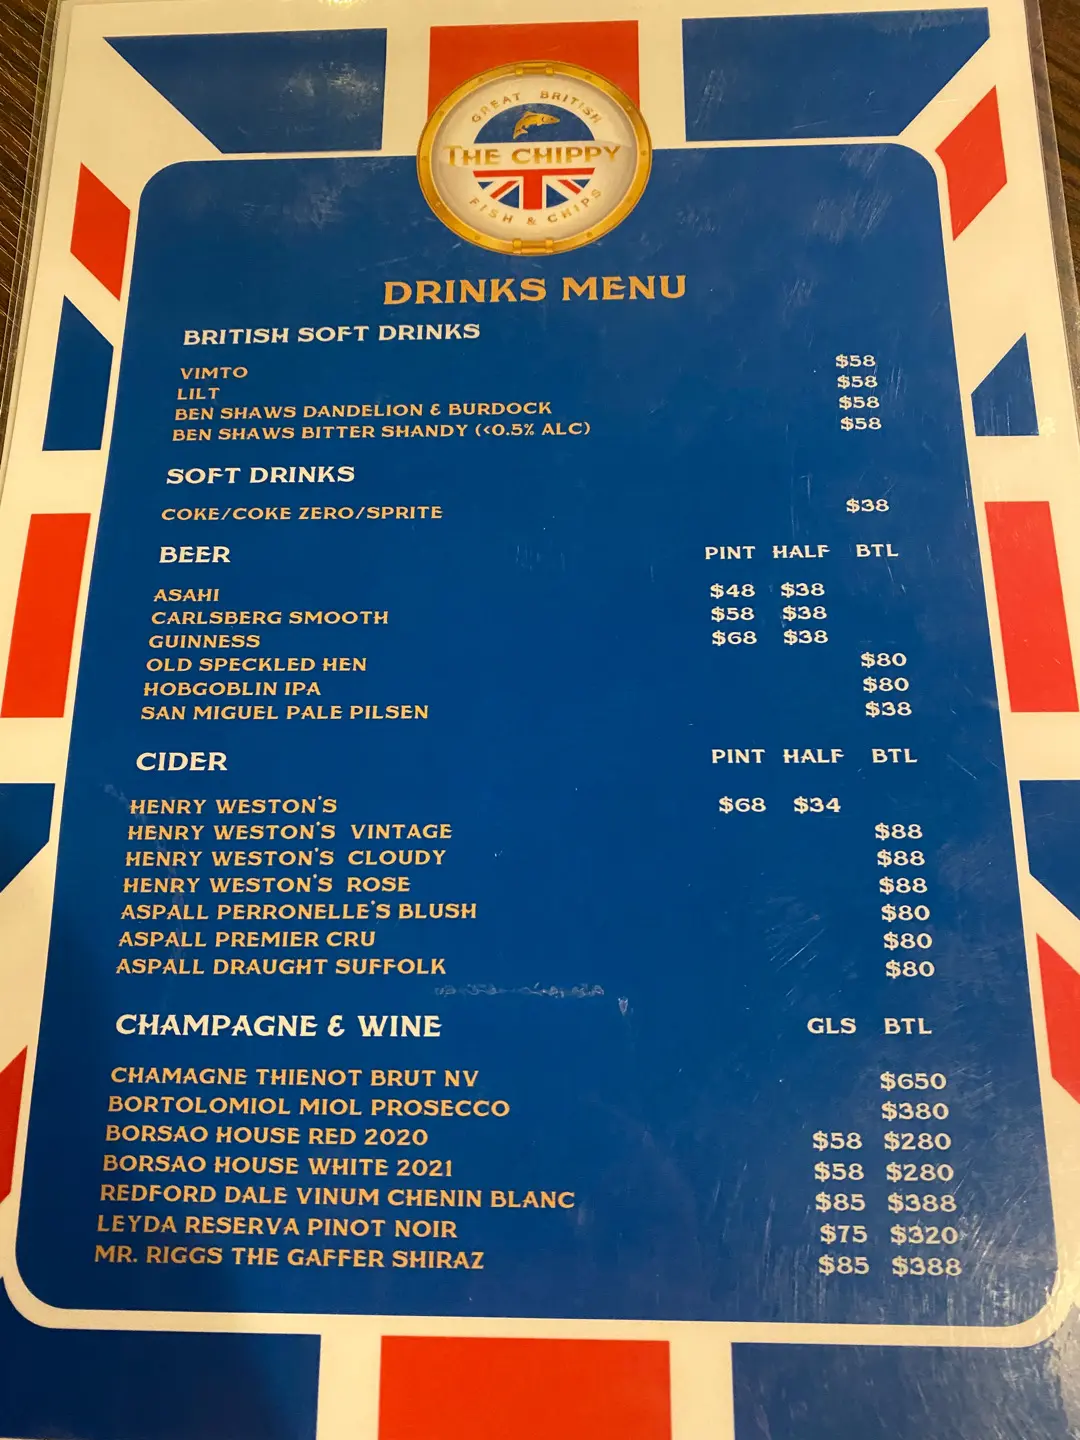 GREAT BRITISH
THE CHIPPY
FISH & CHIPS
DRINKS MENU
BRITISH SOFT DRINKS
VIMTO $58
LILT $58
BEN SHAWS DANDELION & BURDOCK $58
BEN SHAWS BITTER SHANDY (<0.5% ALC) $58
SOFT DRINKS
COKE/COKE ZERO/SPRITE $38
BEER PINT HALF BTL
ASAHI $48 $38
CARLSBERG SMOOTH $58 $38
GUINNESS $68 $38
OLD SPECKLED HEN $80
HOBGOBLIN IPA $80
SAN MIGUEL PALE PILSEN $38
CIDER PINT HALF BTL
HENRY WESTON'S $68 $34
HENRY WESTON'S VINTAGE $88
HENRY WESTON'S CLOUDY $88
HENRY WESTON'S ROSE $88
ASPALL PERRONELLE'S BLUSH $80
ASPALL PREMIER CRU $80
ASPALL DRAUGHT SUFFOLK $80
CHAMPAGNE & WINE GLS BTL
CHAMAGNE THIENOT BRUT NV $650
BORTOLOMIOL MIOL PROSECCO $380
BORSAO HOUSE RED 2020 $58 $280
BORSAO HOUSE WHITE 2021 $58 $280
REDFORD DALE VINUM CHENIN BLANC $85 $388
LEYDA RESERVA PINOT NOIR $75 $320
MR. RIGGS THE GAFFER SHIRAZ $85 $388